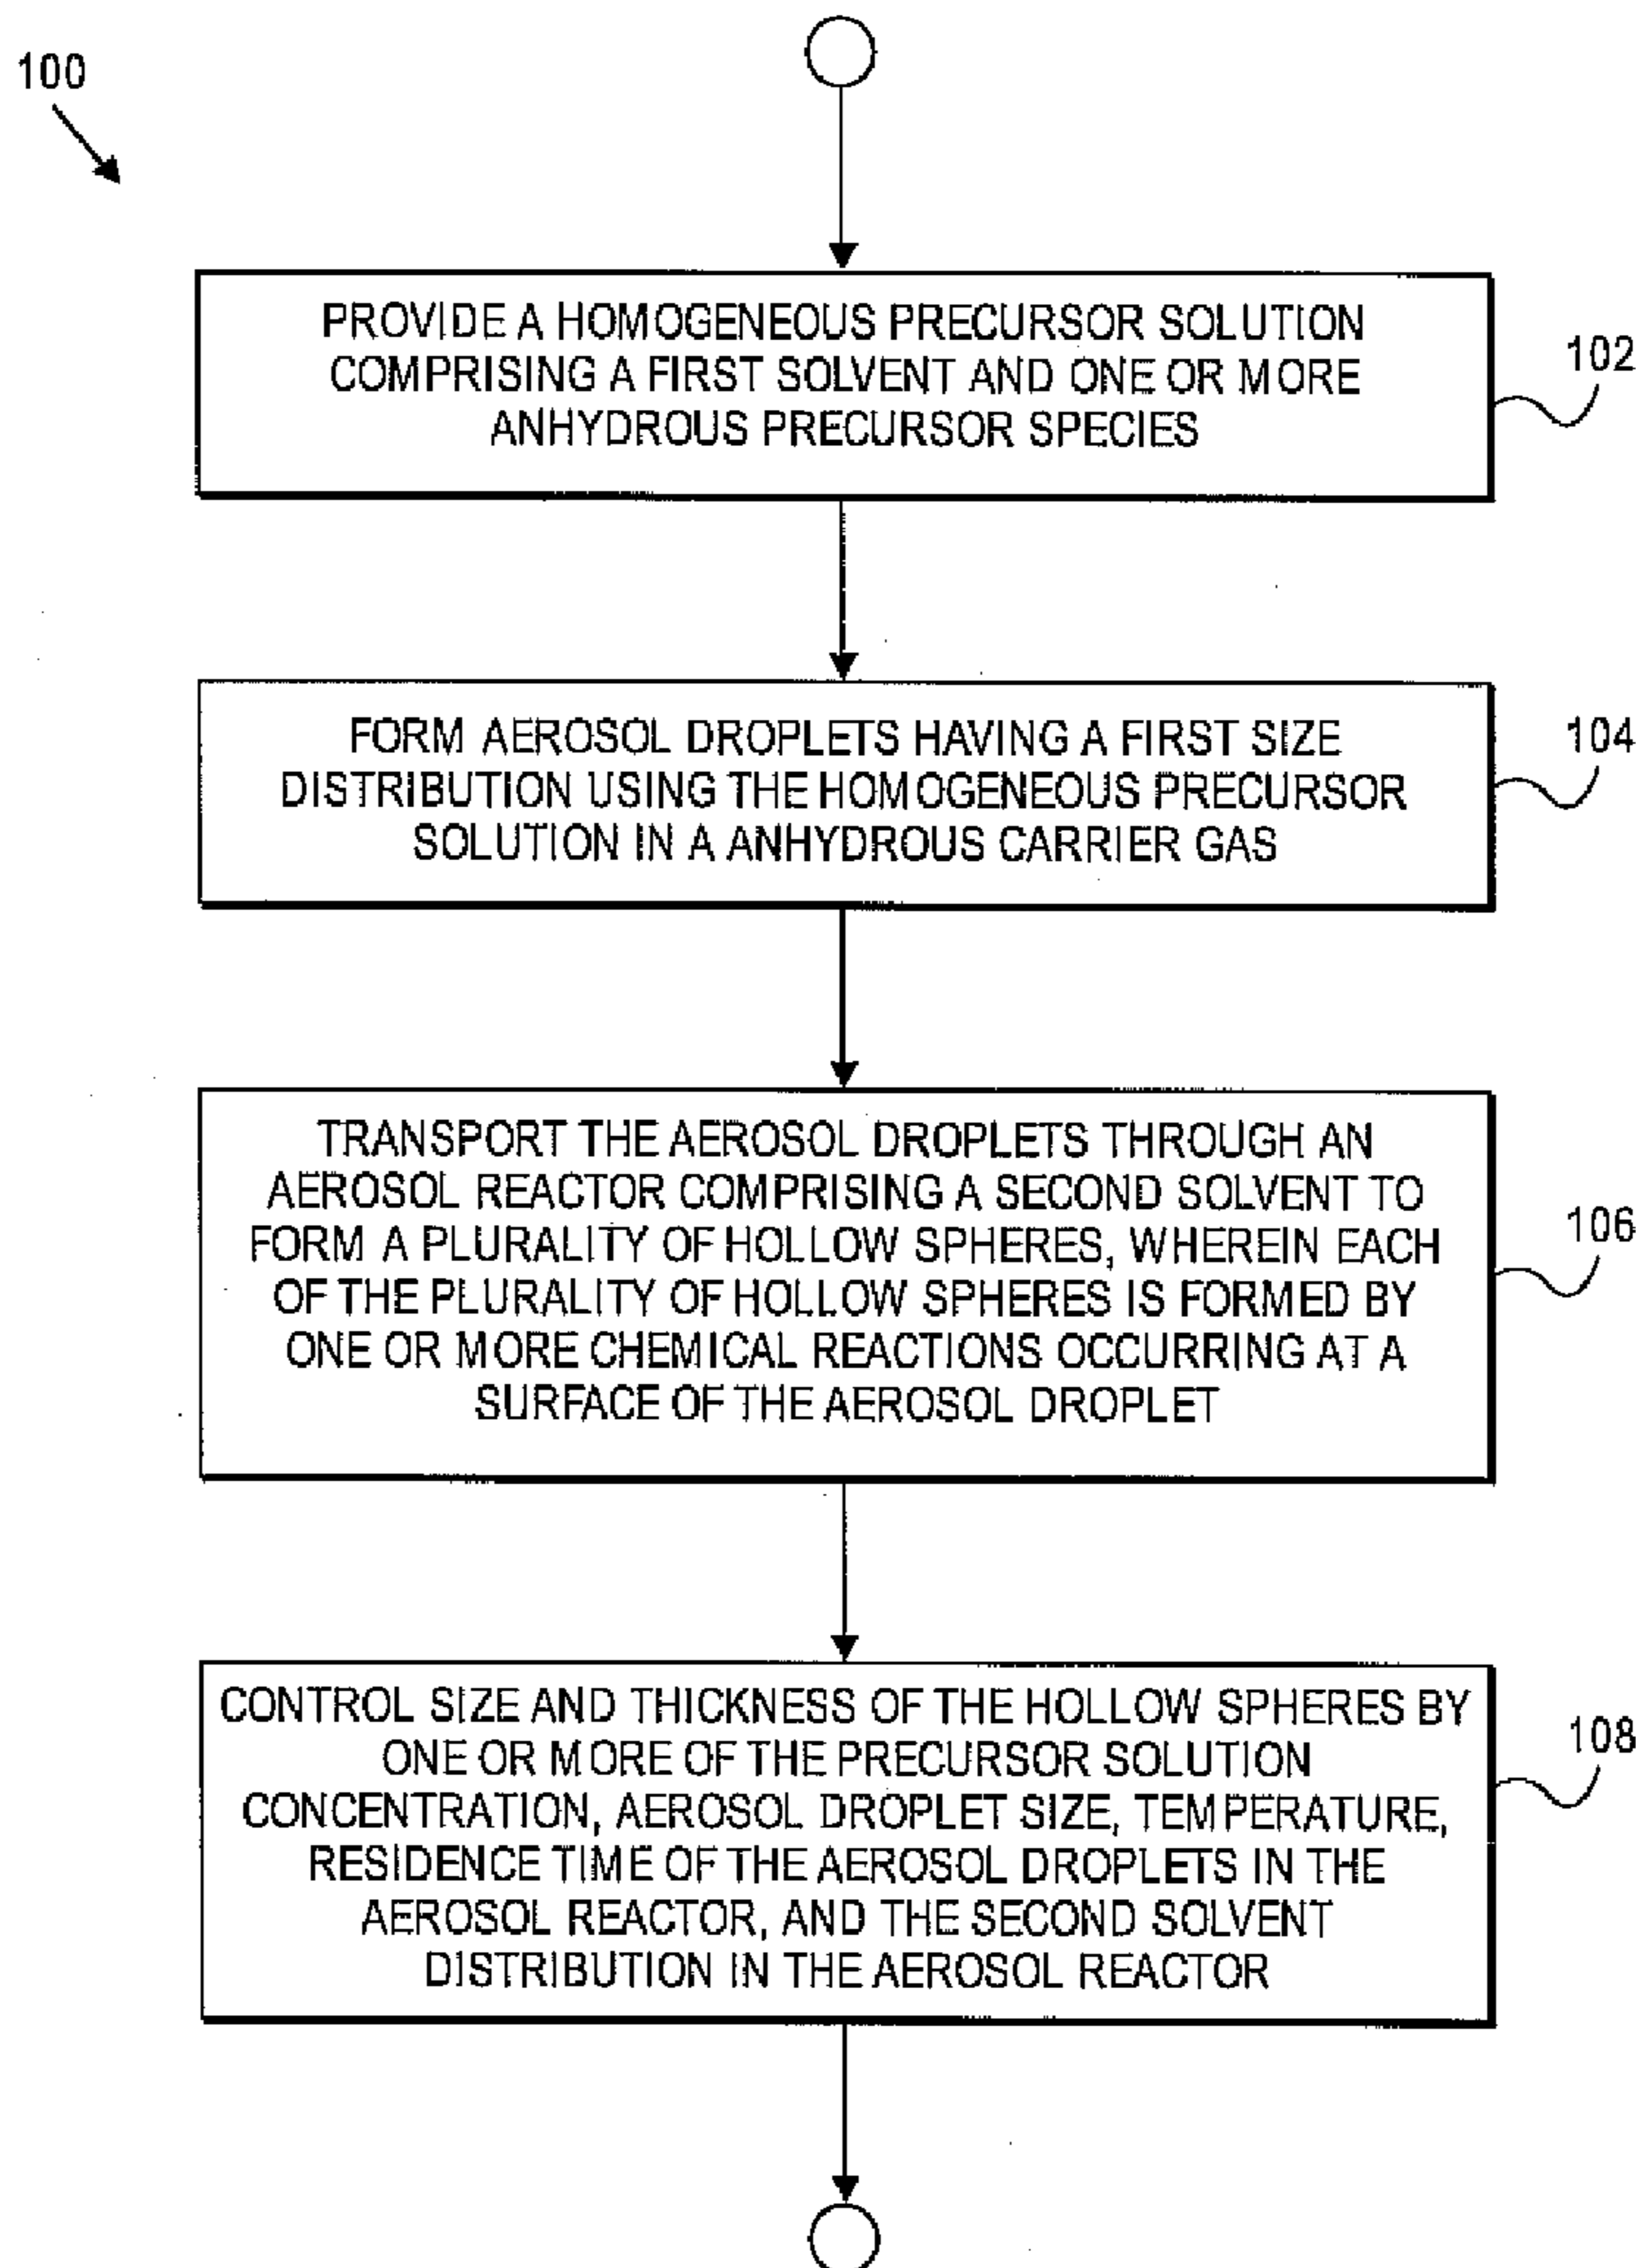 100
PROVIDE A HOMOGENEOUS PRECURSOR SOLUTION
COMPRISING A FIRST SOLVENT AND ONE OR MORE
ANHYDROUS PRECURSOR SPECIES
102
FORM AEROSOL DROPLETS HAVING A FIRST SIZE
DISTRIBUTION USING THE HOMOGENEOUS PRECURSOR
SOLUTION IN A ANHYDROUS CARRIER GAS
104
TRANSPORT THE AEROSOL DROPLETS THROUGH AN
AEROSOL REACTOR COMPRISING A SECOND SOLVENT TO
FORM A PLURALITY OF HOLLOW SPHERES, WHEREIN EACH
OF THE PLURALITY OF HOLLOW SPHERES IS FORMED BY
ONE OR MORE CHEMICAL REACTIONS OCCURRING AT A
SURFACE OF THE AEROSOL DROPLET
106
CONTROL SIZE AND THICKNESS OF THE HOLLOW SPHERES BY
ONE OR MORE OF THE PRECURSOR SOLUTION
CONCENTRATION, AEROSOL DROPLET SIZE, TEMPERATURE,
RESIDENCE TIME OF THE AEROSOL DROPLETS IN THE
AEROSOL REACTOR, AND THE SECOND SOLVENT
DISTRIBUTION IN THE AEROSOL REACTOR
108